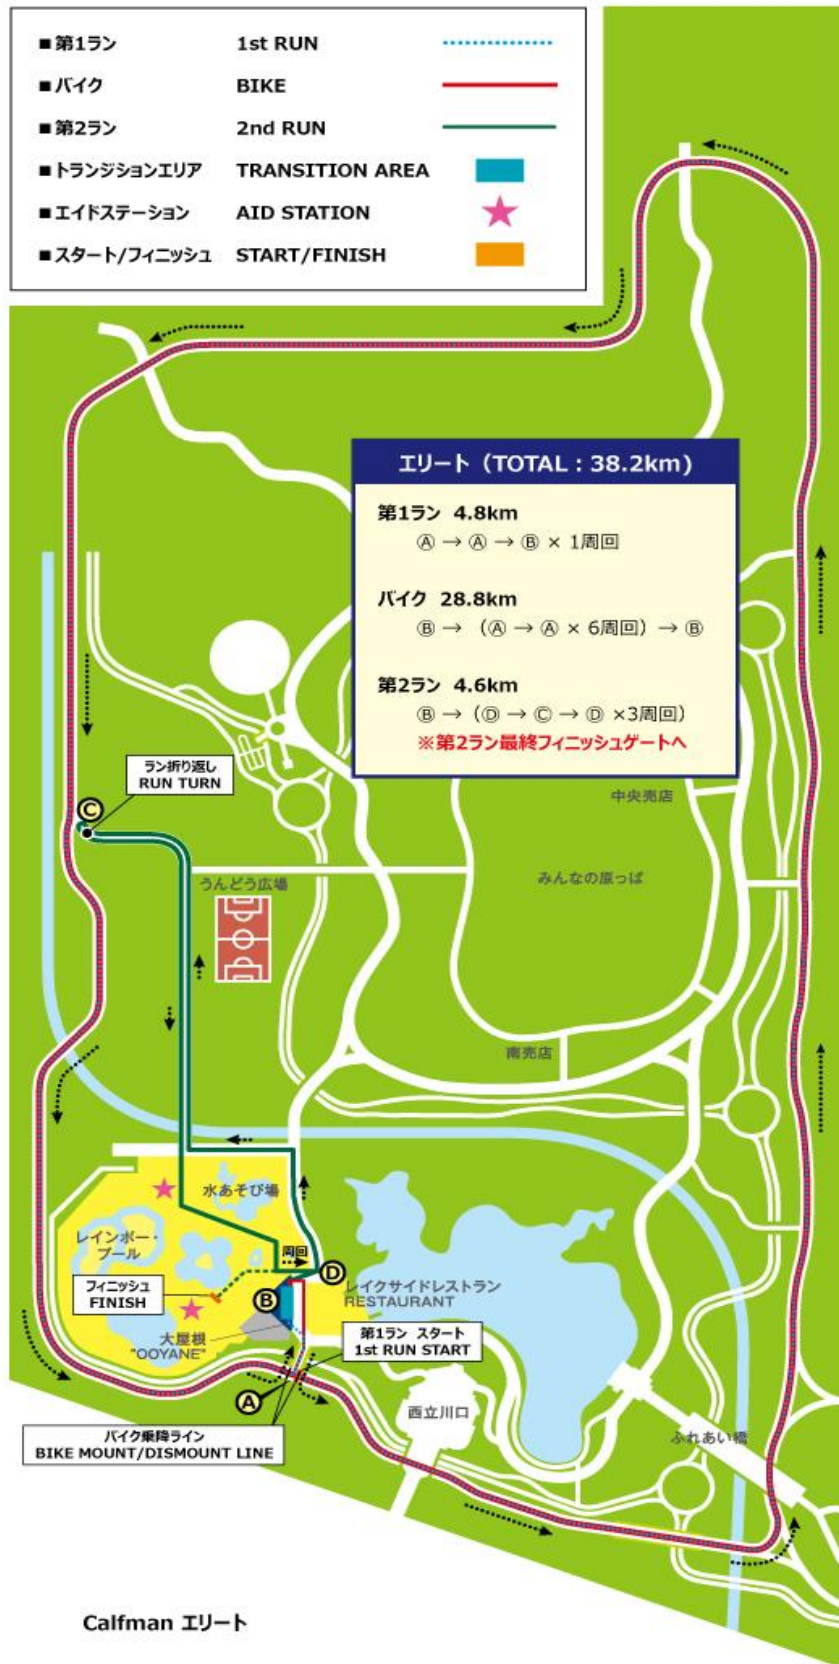 ■第1ラン 1st RUN
■バイク BIKE
■第2ラン 2nd RUN
■トランジションエリア TRANSITION AREA
■エイドステーション AID STATION
■スタート/フィニッシュ START/FINISH
エリート（TOTAL：38.2km）
第1ラン 4.8km
Ⓐ → Ⓐ → Ⓑ × 1周回
バイク 28.8km
Ⓑ → （Ⓐ → Ⓐ × 6周回）→ Ⓑ
第2ラン 4.6km
Ⓑ → （Ⓓ → Ⓒ → Ⓓ ×3周回）
※第2ラン最終フィニッシュゲートへ
ラン折り返し
RUN TURN
Ⓒ
中央売店
うんどう広場
みんなの原っぱ
南売店
水あそび場
レインボー・
プール
周回
Ⓓ
フィニッシュ
FINISH
Ⓑ
レイクサイドレストラン
RESTAURANT
大屋根
"OOYANE"
第1ラン スタート
1st RUN START
Ⓐ
西立川口
バイク乗降ライン
BIKE MOUNT/DISMOUNT LINE
ふれあい橋
Calfman エリート